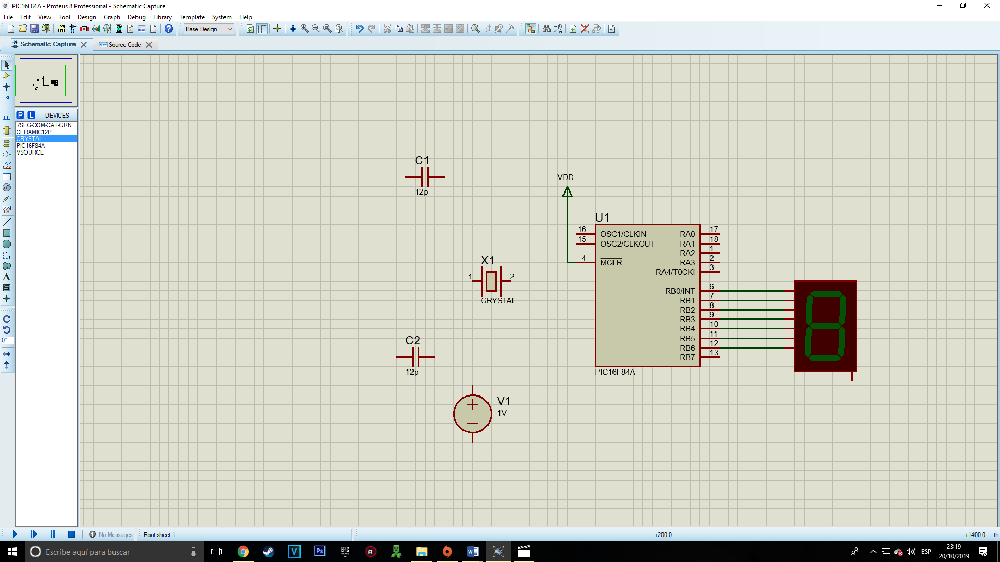 PIC16F84A - Proteus 8 Professional - Schematic Capture
File Edit View Tool Design Graph Debug Library Template System Help
Base Design
Schematic Capture
Source Code
P L DEVICES
7SEG-COM-CAT-GRN
CERAMIC12P
CRYSTAL
PIC16F84A
VSOURCE
LBL
A
S
0°
C1
12p
VDD
U1
16 OSC1/CLKIN RA0 17
15 OSC2/CLKOUT RA1 18
RA2 1
4 MCLR RA3 2
RA4/T0CKI 3
X1
1 2
CRYSTAL
RB0/INT 6
RB1 7
RB2 8
RB3 9
RB4 10
RB5 11
RB6 12
RB7 13
PIC16F84A
C2
12p
V1
1V
No Messages
Root sheet 1
+200.0
+1400.0
th
Escribe aquí para buscar
V
Ps
EPIC
GAMES
W
ESP
23:19
20/10/2019